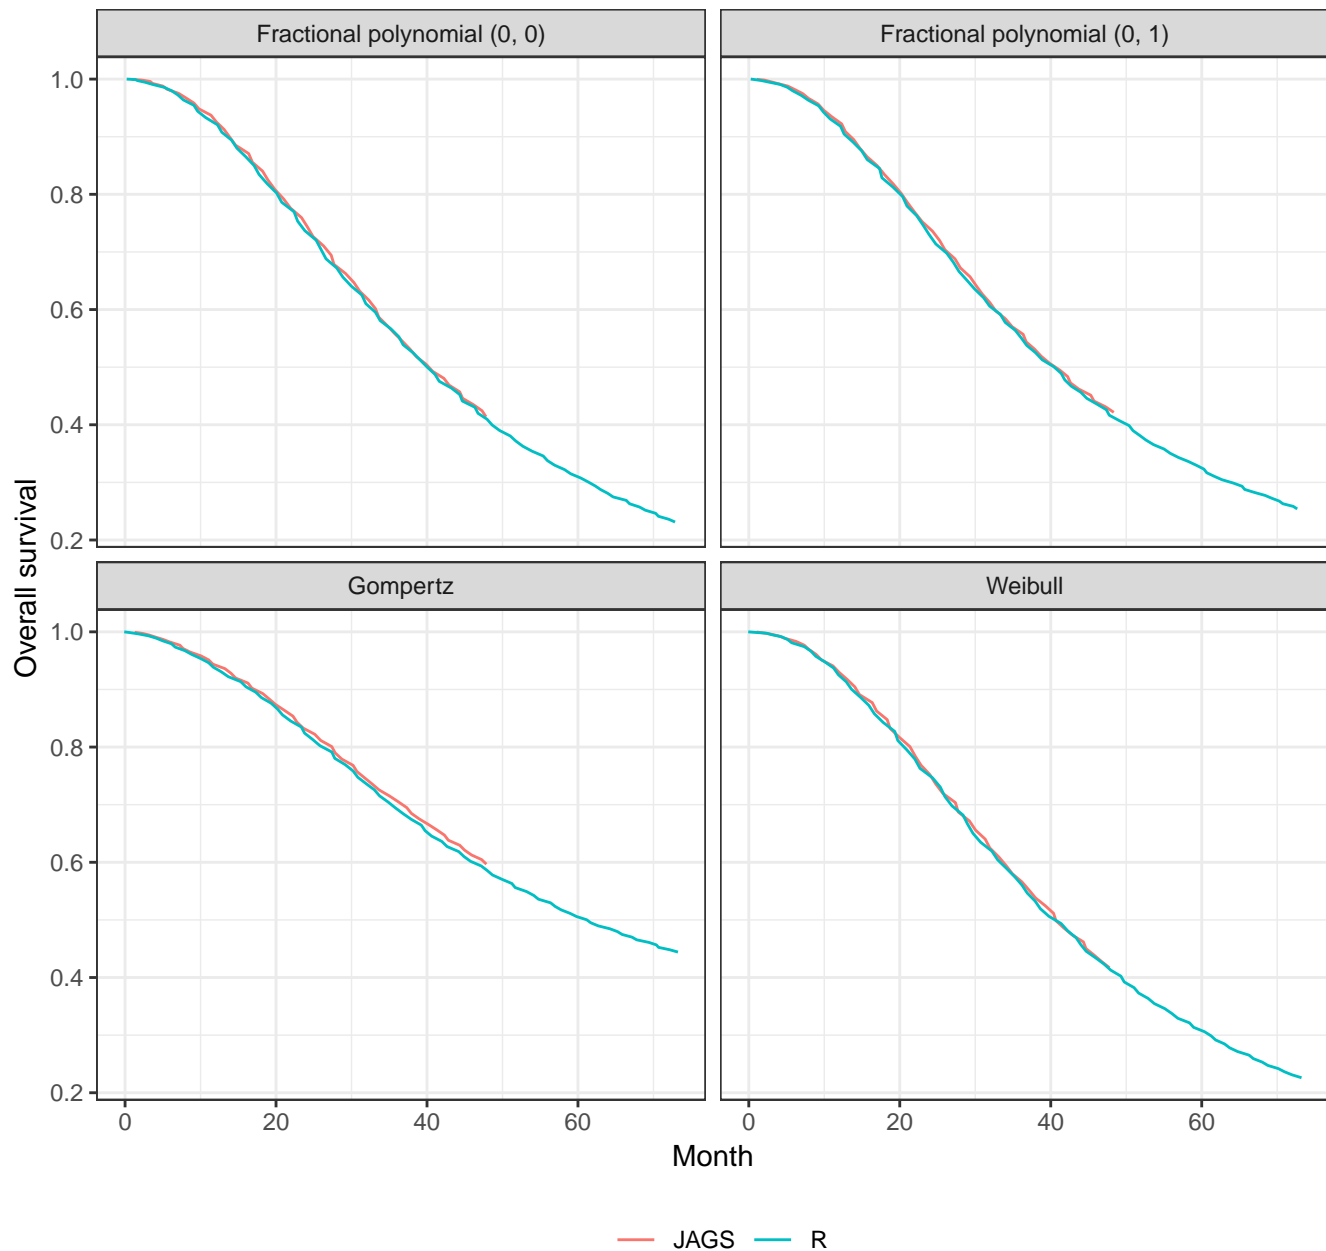 Fractional polynomial (0, 0)
Fractional polynomial (0, 1)
1.0
0.8
0.6
0.4
0.2
Gompertz
Weibull
1.0
0.8
0.6
0.4
0.2
0 20 40 60
0 20 40 60
Overall survival
Month
JAGS R